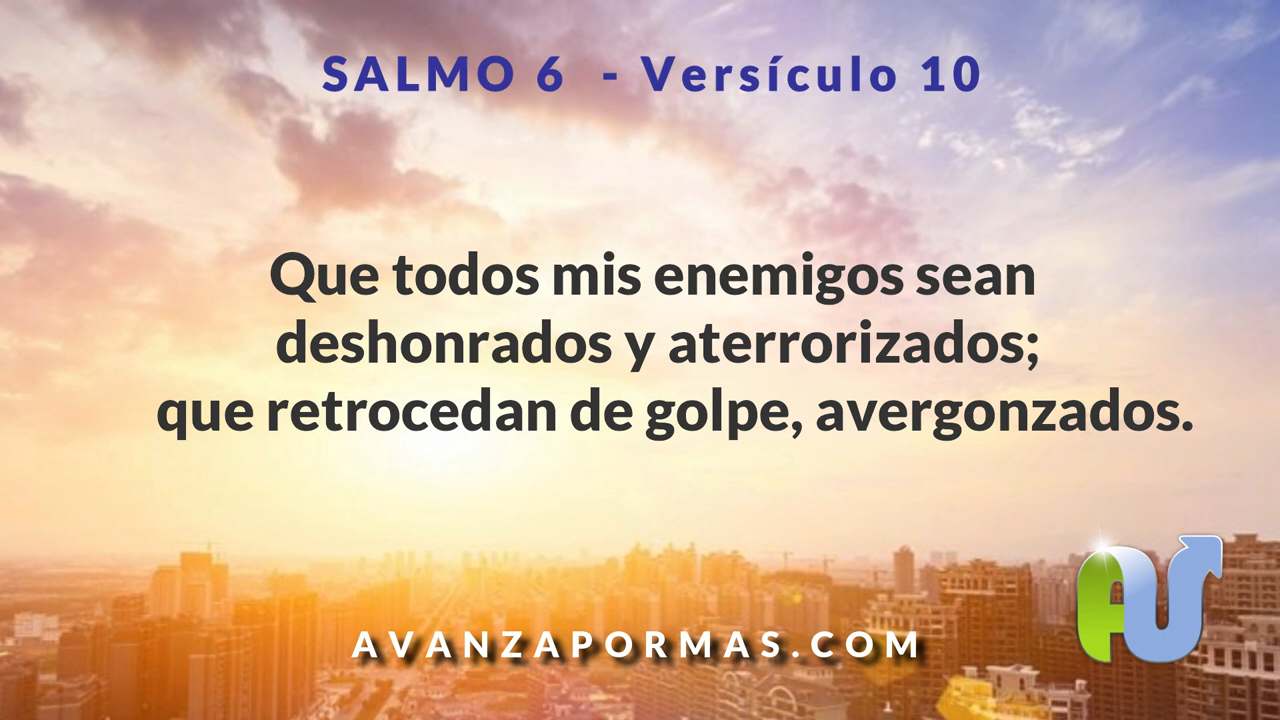 SALMO 6 - Versículo 10
Que todos mis enemigos sean
deshonrados y aterrorizados;
que retrocedan de golpe, avergonzados.
AVANZAPORMAS.COM